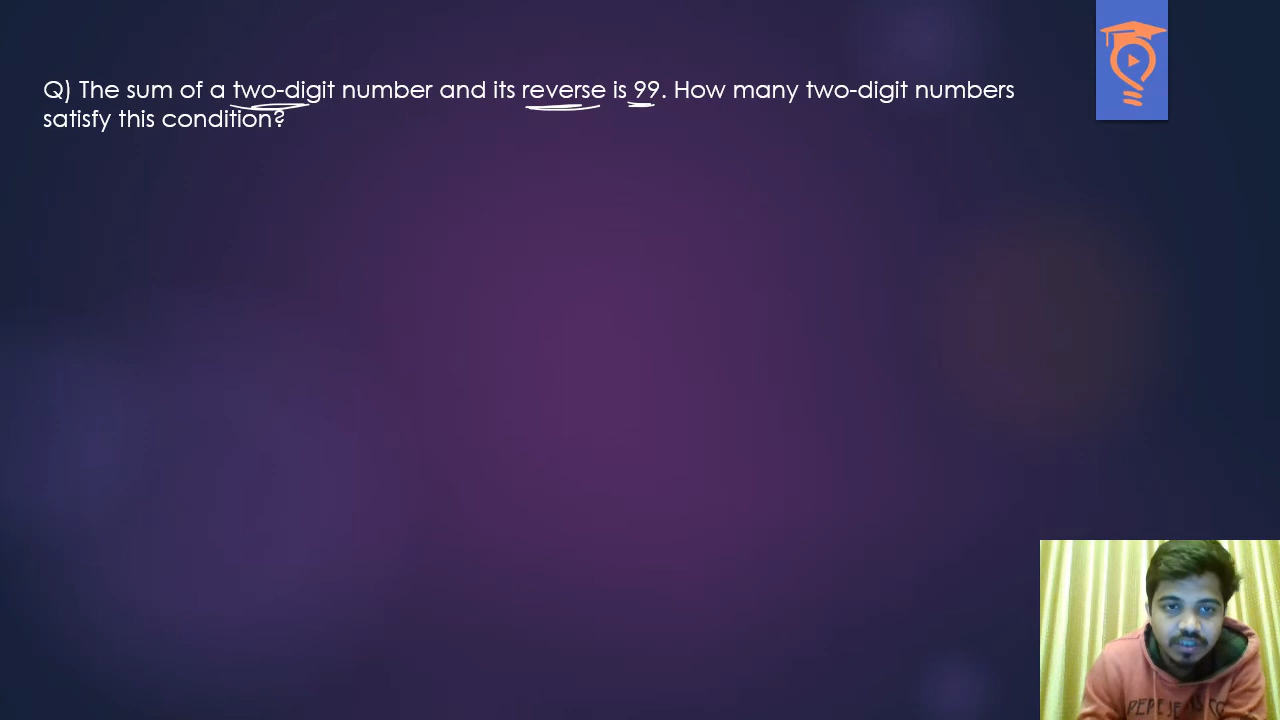 Q) The sum of a two-digit number and its reverse is 99. How many two-digit numbers
satisfy this condition?